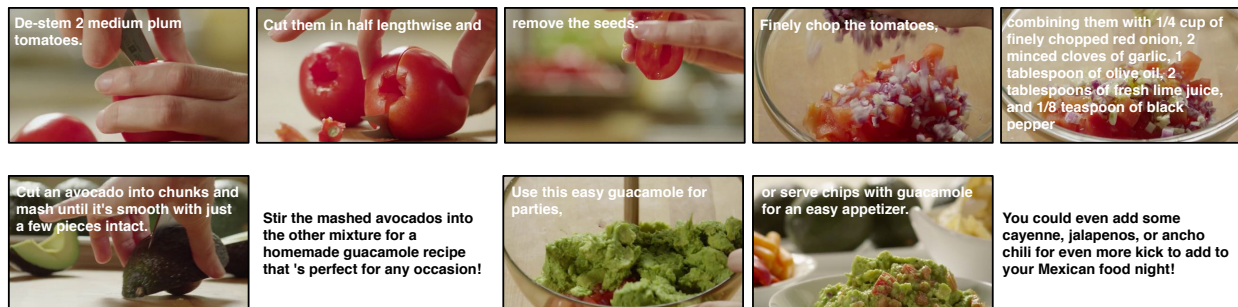 De-stem 2 medium plum
tomatoes.
Cut them in half lengthwise and
remove the seeds.
Finely chop the tomatoes,
combining them with 1/4 cup of
finely chopped red onion, 2
minced cloves of garlic, 1
tablespoon of olive oil, 2
tablespoons of fresh lime juice,
and 1/8 teaspoon of black
pepper
Cut an avocado into chunks and
mash until it's smooth with just
a few pieces intact.
Stir the mashed avocados into
the other mixture for a
homemade guacamole recipe
that 's perfect for any occasion!
Use this easy guacamole for
parties,
or serve chips with guacamole
for an easy appetizer.
You could even add some
cayenne, jalapenos, or ancho
chili for even more kick to add to
your Mexican food night!